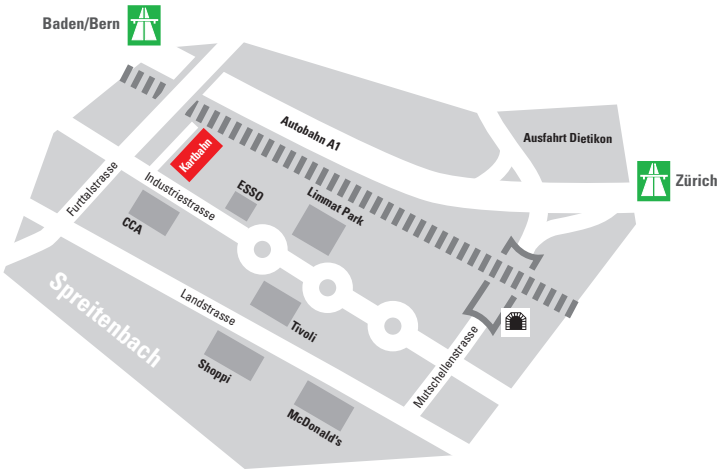 Baden/Bern
Autobahn A1
Ausfahrt Dietikon
Zürich
Kartbahn
Furttalstrasse
Industriestrasse
ESSO
Limmat Park
CCA
Spreitenbach
Landstrasse
Tivoli
Shoppi
Mutschellenstrasse
McDonald's